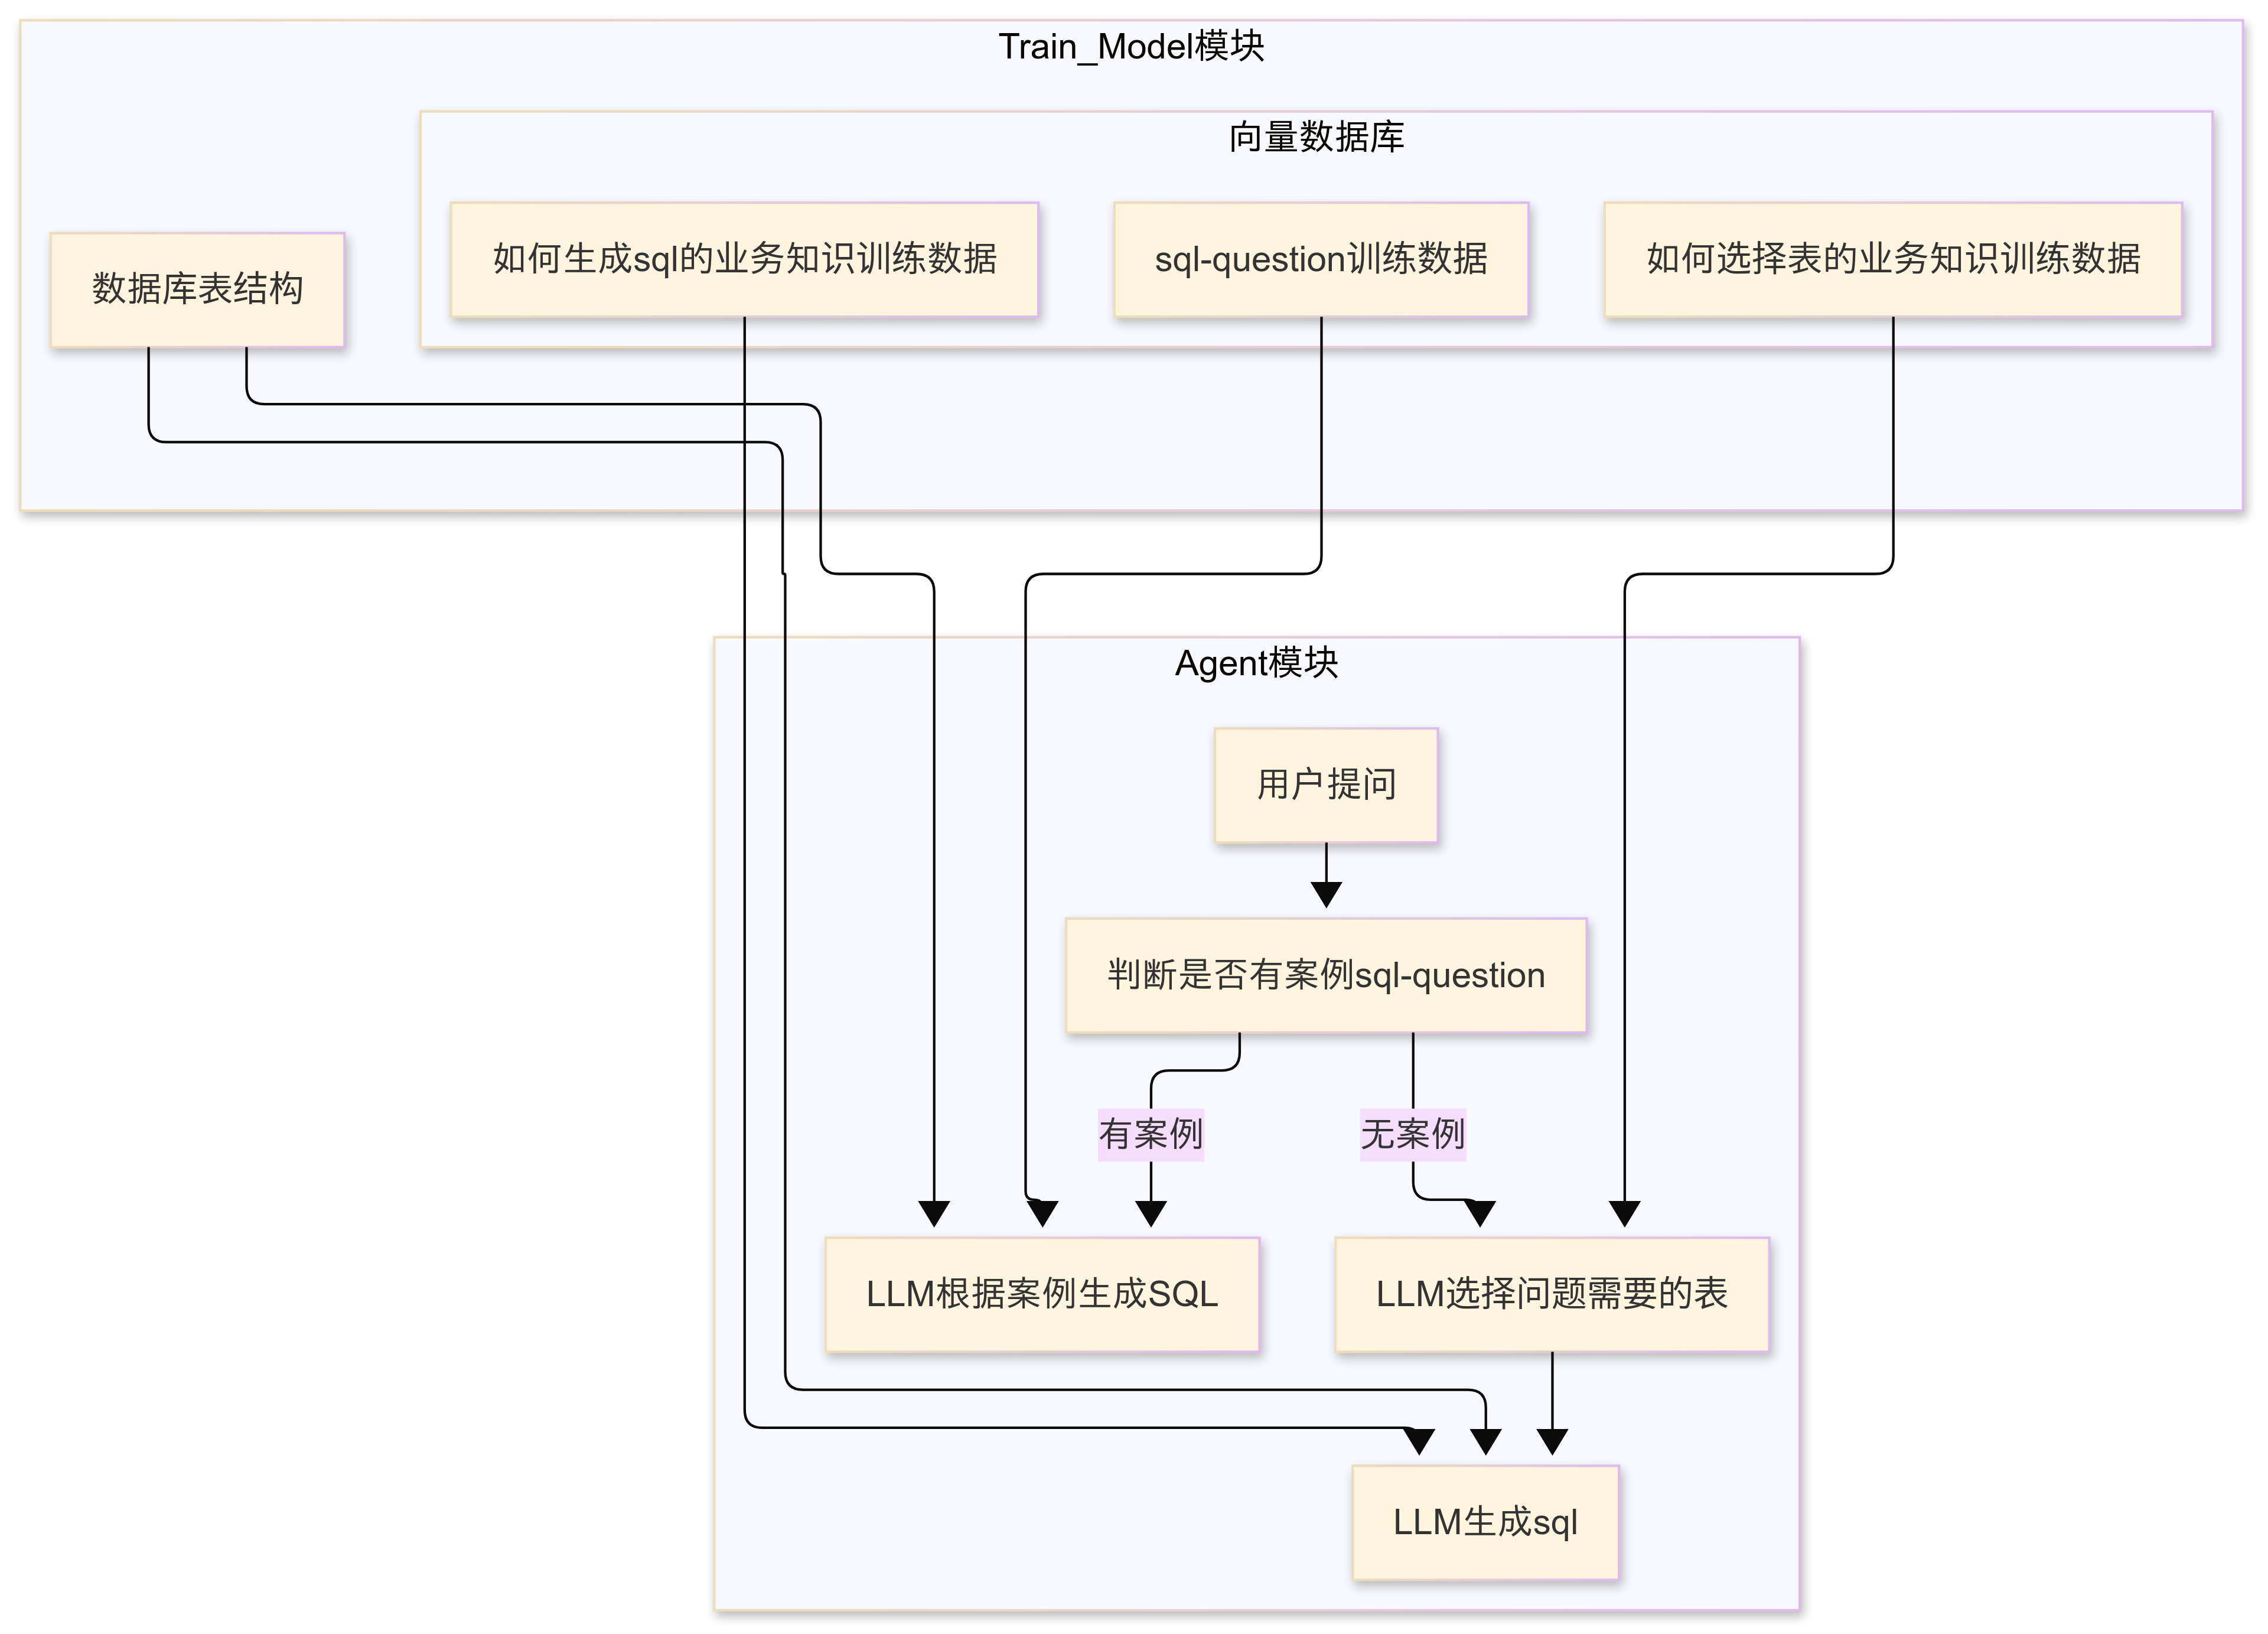 Train_Model模块
向量数据库
数据库表结构
如何生成sql的业务知识训练数据
sql-question训练数据
如何选择表的业务知识训练数据
Agent模块
用户提问
判断是否有案例sql-question
有案例
无案例
LLM根据案例生成SQL
LLM选择问题需要的表
LLM生成sql